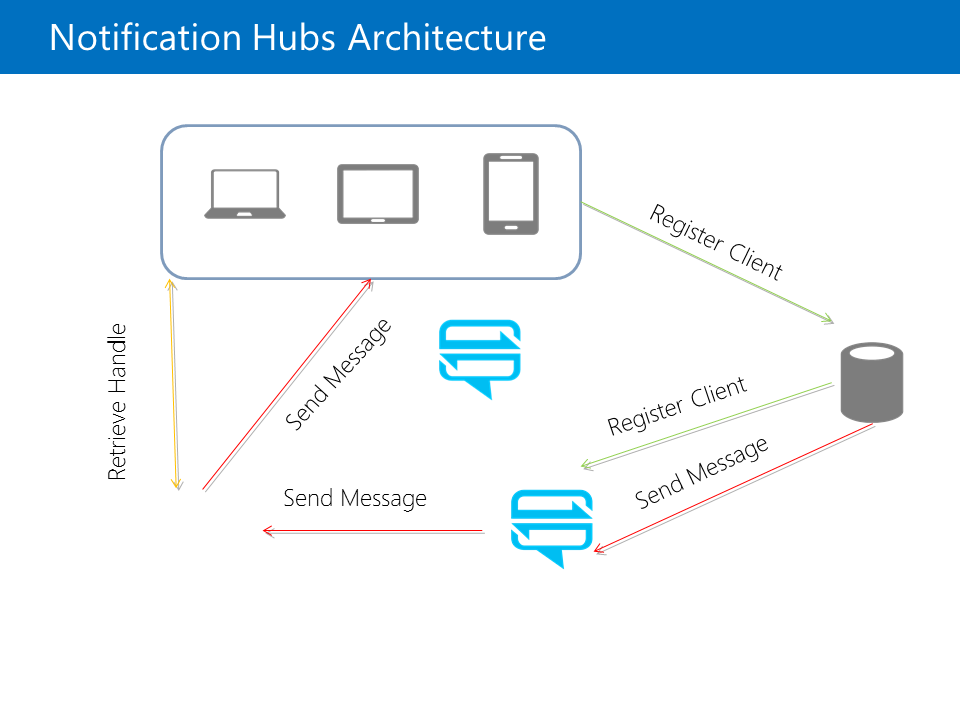 Notification Hubs Architecture
Register Client
Retrieve Handle
Send Message
Register Client
Send Message
Send Message